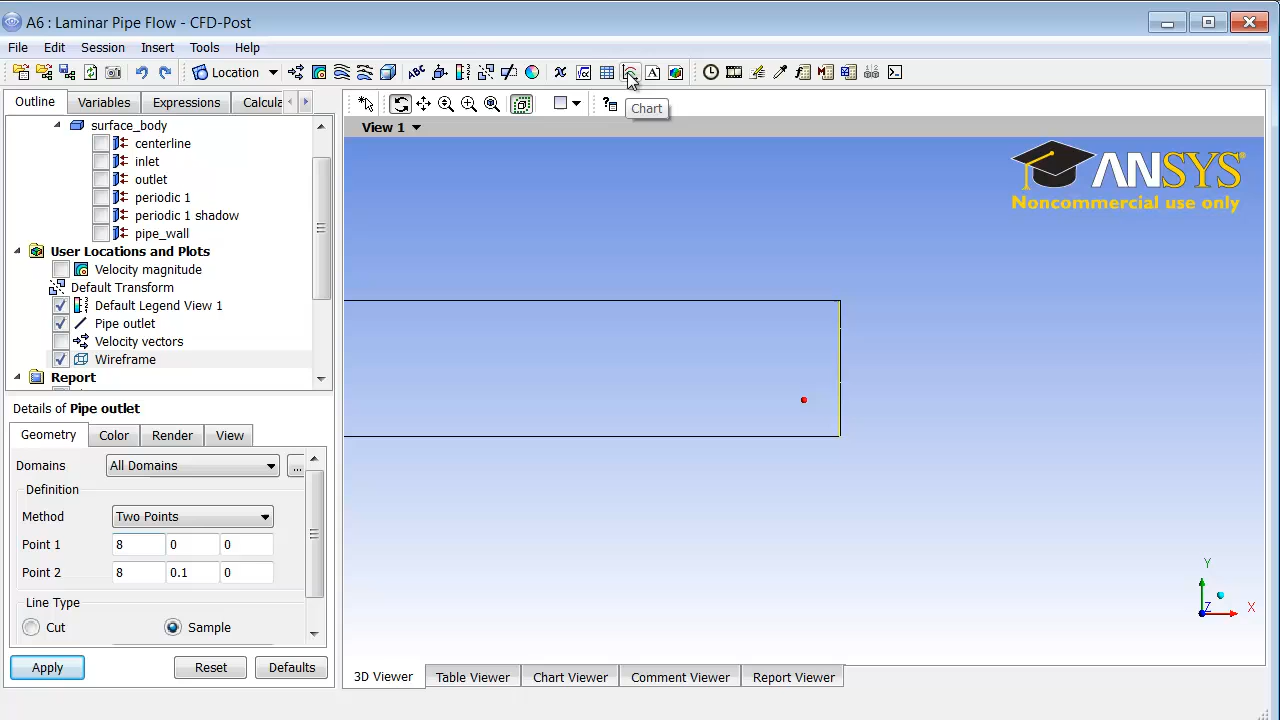 A6 : Laminar Pipe Flow - CFD-Post
File Edit Session Insert Tools Help
Location
Chart
Outline Variables Expressions Calcula
View 1
surface_body
centerline
inlet
outlet
periodic 1
periodic 1 shadow
pipe_wall
User Locations and Plots
Velocity magnitude
Default Transform
Default Legend View 1
Pipe outlet
Velocity vectors
Wireframe
Report
ANSYS
Noncommercial use only
Details of Pipe outlet
Geometry Color Render View
Domains All Domains ...
Definition
Method Two Points
Point 1 8 0 0
Point 2 8 0.1 0
Line Type
Cut Sample
Apply Reset Defaults
Y
Z X
3D Viewer Table Viewer Chart Viewer Comment Viewer Report Viewer